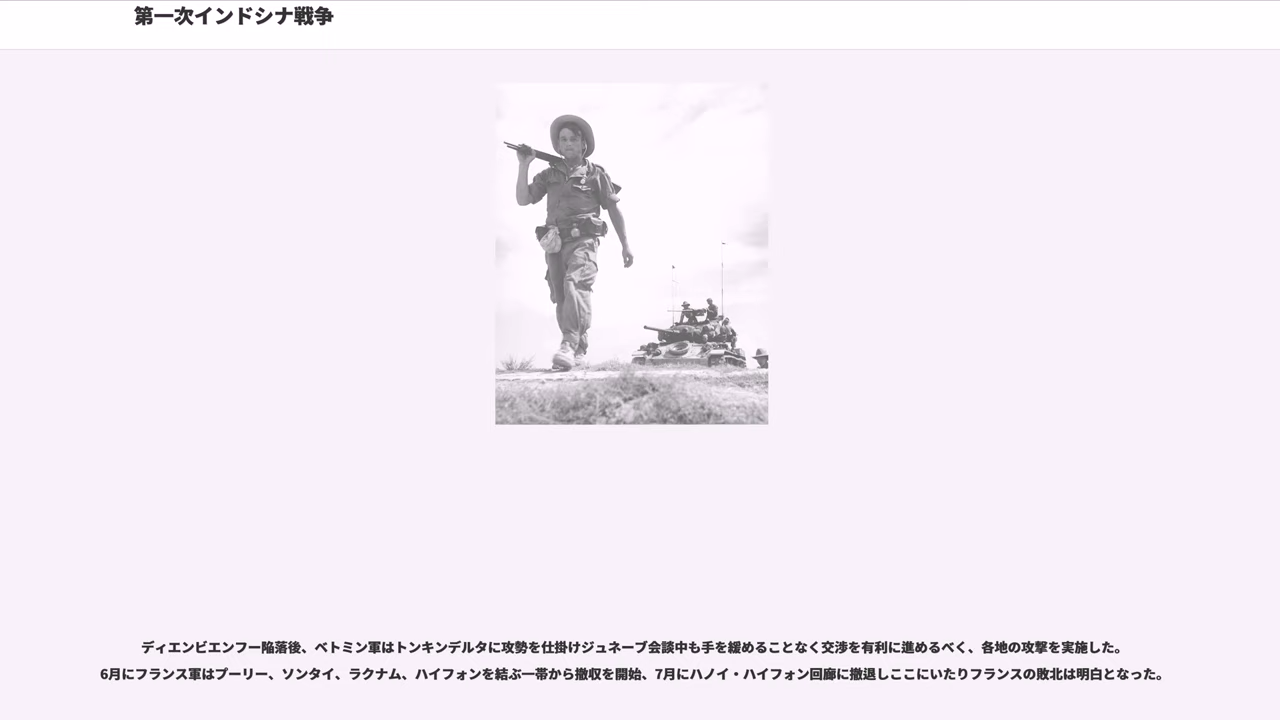 第一次インドシナ戦争
ディエンビエンフー陥落後、ベトミン軍はトンキンデルタに攻勢を仕掛けジュネーブ会談中も手を緩めることなく交渉を有利に進めるべく、各地の攻撃を実施した。
6月にフランス軍はプーリー、ソンタイ、ラクナム、ハイフォンを結ぶ一帯から撤収を開始、7月にハノイ・ハイフォン回廊に撤退しここにいたりフランスの敗北は明白となった。